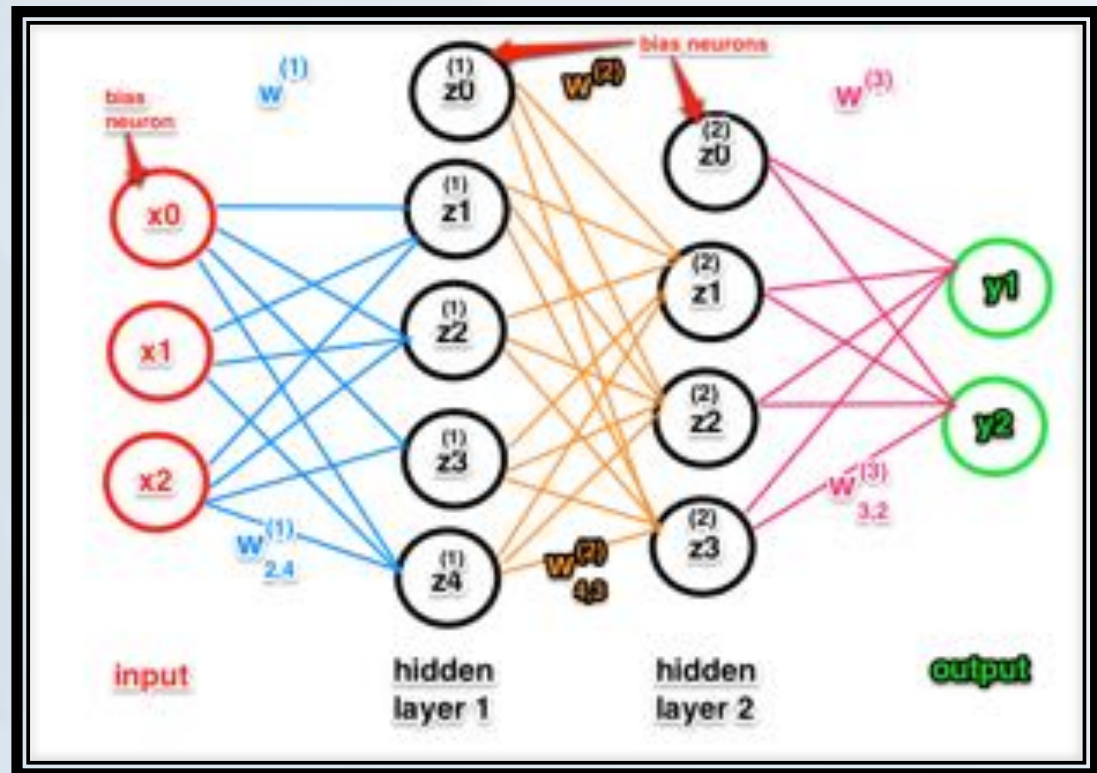 bias neurons
bias
neuron
w(1)
w(2)
w(3)
(1)
z0
(2)
z0
x0
(1)
z1
x1
(1)
z2
(2)
z1
y1
x2
(1)
z3
(2)
z2
y2
w(1)
2,4
(1)
z4
w(2)
4,3
(2)
z3
w(3)
3,2
input
hidden
layer 1
hidden
layer 2
output